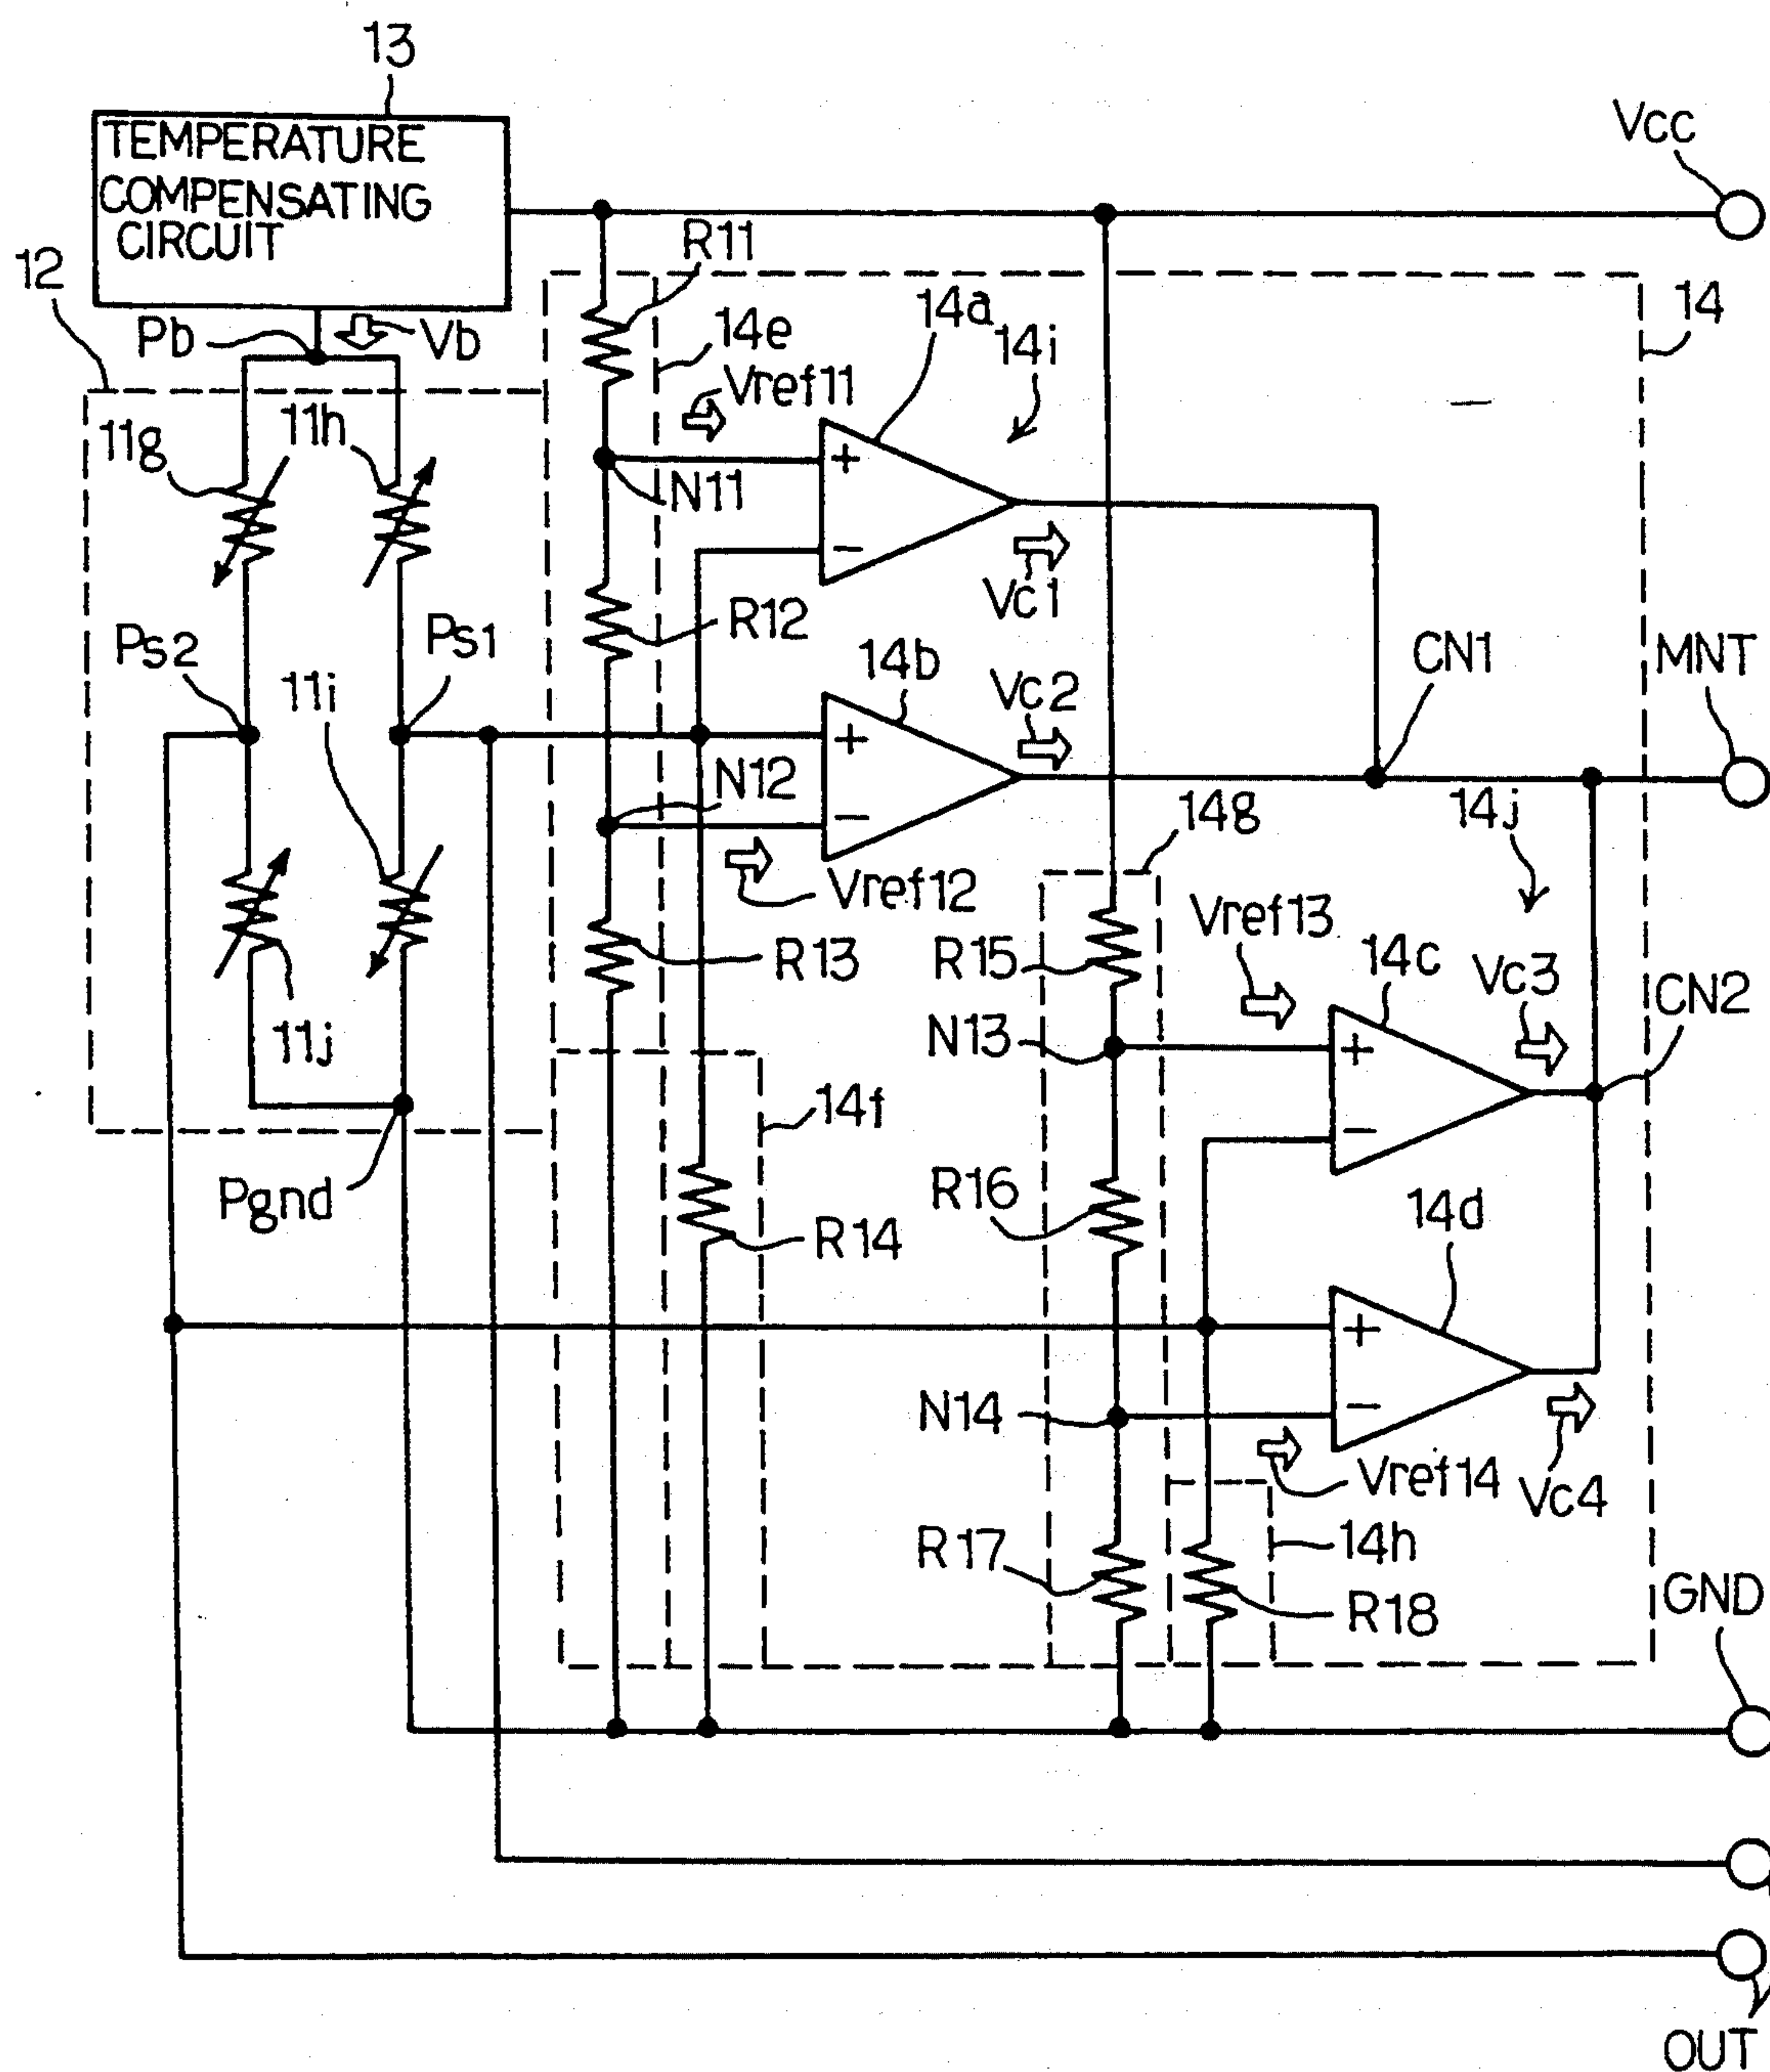 13
TEMPERATURE
COMPENSATING
CIRCUIT
Vcc
12
R11
14a
14
Pb
Vb
14e
14i
Vref11
11g
11h
N11
Vc1
R12
Ps2
Ps1
14b
CN1
MNT
11i
Vc2
N12
14g
14j
Vref12
Vref13
R13
R15
14c
Vc3
CN2
11j
N13
14f
Pgnd
R16
14d
R14
N14
Vref14
Vc4
R17
14h
R18
GND
OUT
+
−
+
−
+
−
+
−